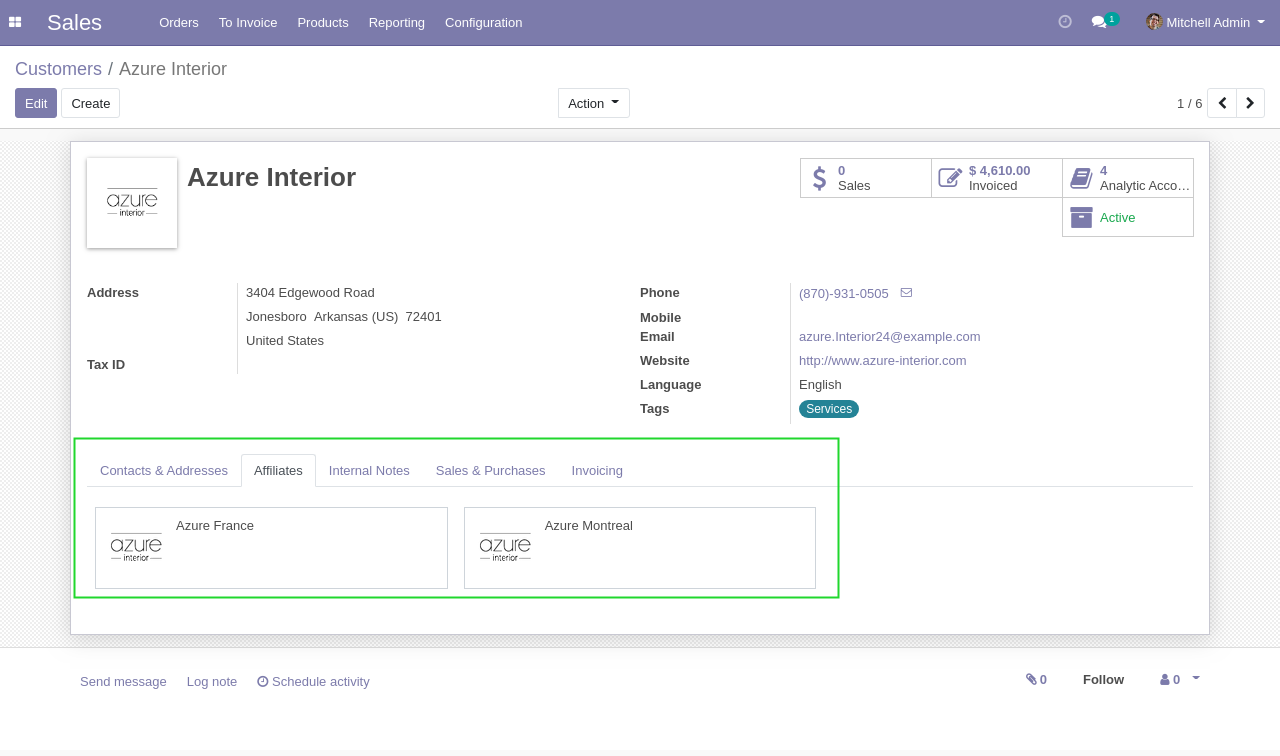 Sales Orders To Invoice Products Reporting Configuration 1 Mitchell Admin
Customers / Azure Interior
Edit Create Action 1 / 6
azure
interior
Azure Interior
0
Sales
$ 4,610.00
Invoiced
4
Analytic Acco…
Active
Address 3404 Edgewood Road
Jonesboro Arkansas (US) 72401
United States
Tax ID
Phone (870)-931-0505
Mobile
Email azure.Interior24@example.com
Website http://www.azure-interior.com
Language English
Tags Services
Contacts & Addresses Affiliates Internal Notes Sales & Purchases Invoicing
azure
interior
Azure France
azure
interior
Azure Montreal
Send message Log note Schedule activity 0 Follow 0